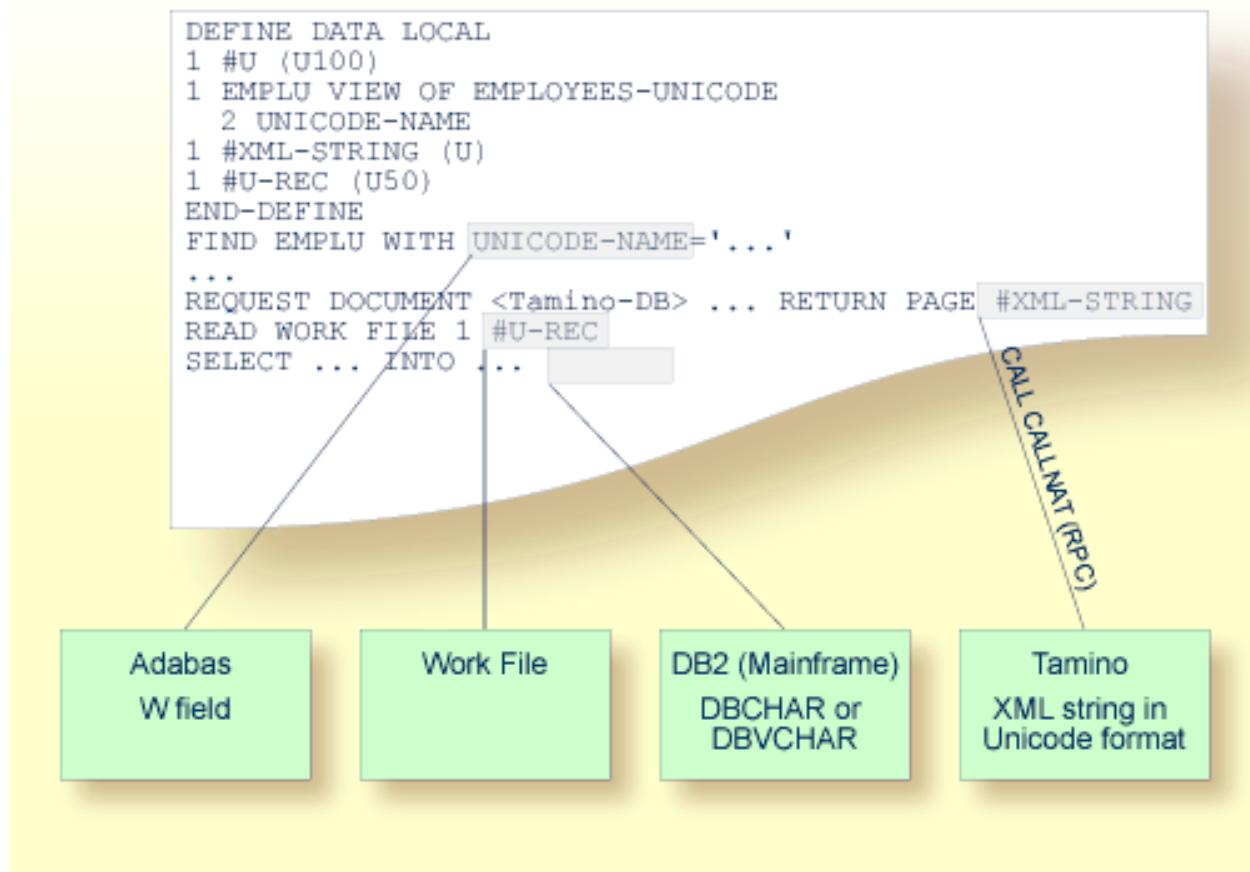 DEFINE DATA LOCAL
1 #U (U100)
1 EMPLU VIEW OF EMPLOYEES-UNICODE
2 UNICODE-NAME
1 #XML-STRING (U)
1 #U-REC (U50)
END-DEFINE
FIND EMPLU WITH UNICODE-NAME='...'
...
REQUEST DOCUMENT <Tamino-DB> ... RETURN PAGE #XML-STRING
READ WORK FILE 1 #U-REC
SELECT ... INTO ...
CALL CALLNAT (RPC)
Adabas
W field
Work File
DB2 (Mainframe)
DBCHAR or
DBVCHAR
Tamino
XML string in
Unicode format